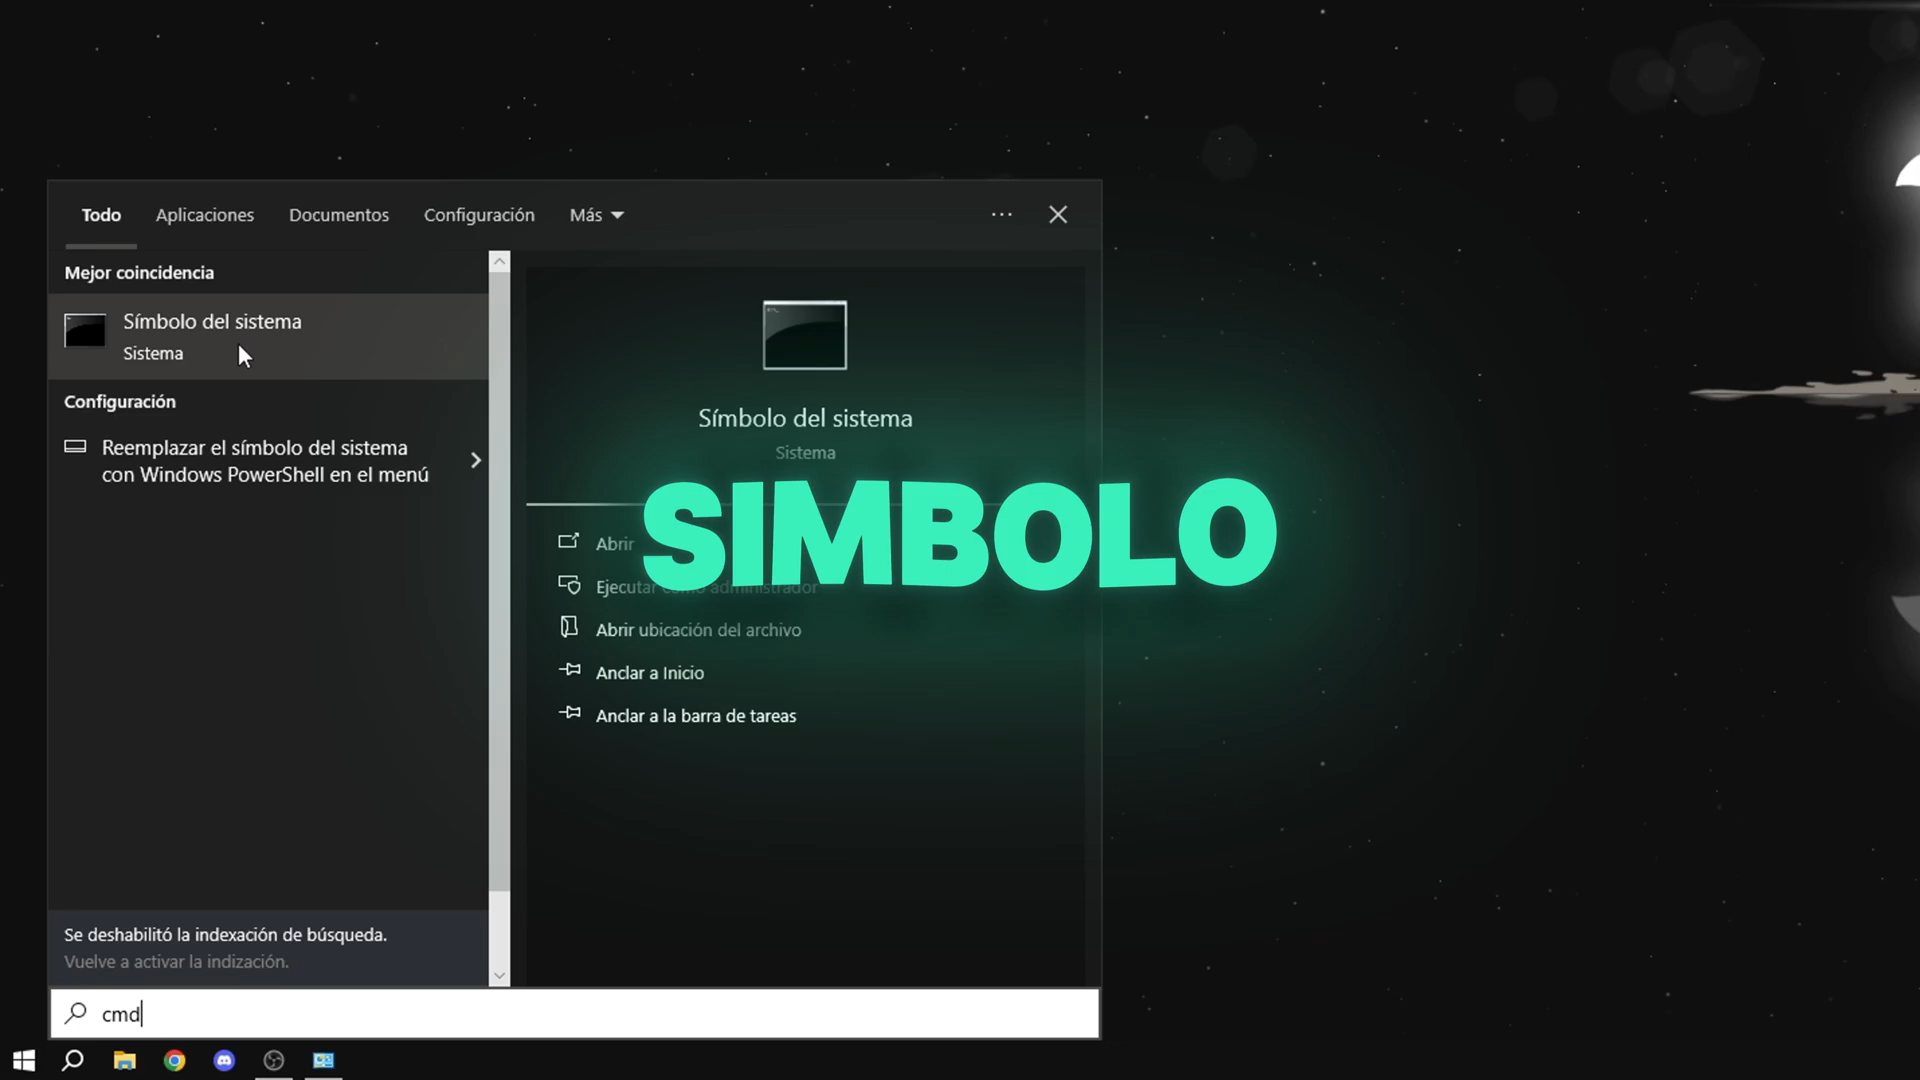 Todo Aplicaciones Documentos Configuración Más
Mejor coincidencia
Símbolo del sistema
Sistema
Configuración
Reemplazar el símbolo del sistema
con Windows PowerShell en el menú
Se deshabilitó la indexación de búsqueda.
Vuelve a activar la indización.
cmd
Símbolo del sistema
Sistema
SIMBOLO
Abrir
Ejecutar como administrador
Abrir ubicación del archivo
Anclar a Inicio
Anclar a la barra de tareas